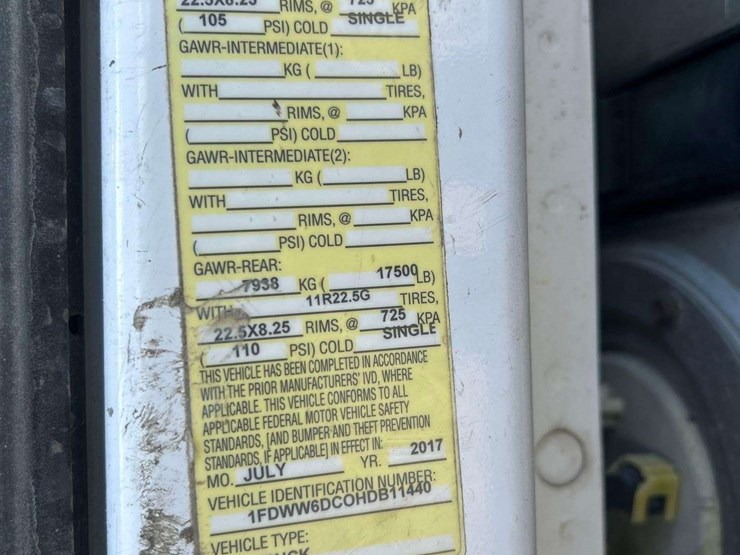 22.5X8.25 RIMS, @ 725 KPA
( 105 PSI) COLD SINGLE
GAWR-INTERMEDIATE(1):
KG ( LB)
WITH TIRES,
RIMS, @ KPA
( PSI) COLD
GAWR-INTERMEDIATE(2):
KG ( LB)
WITH TIRES,
RIMS, @ KPA
( PSI) COLD
GAWR-REAR:
7938 KG ( 17500 LB)
WITH 11R22.5G TIRES,
22.5X8.25 RIMS, @ 725 KPA
( 110 PSI) COLD SINGLE
THIS VEHICLE HAS BEEN COMPLETED IN ACCORDANCE
WITH THE PRIOR MANUFACTURERS' IVD, WHERE
APPLICABLE. THIS VEHICLE CONFORMS TO ALL
APPLICABLE FEDERAL MOTOR VEHICLE SAFETY
STANDARDS, [AND BUMPER AND THEFT PREVENTION
STANDARDS, IF APPLICABLE] IN EFFECT IN:
MO. JULY YR. 2017
VEHICLE IDENTIFICATION NUMBER:
1FDWW6DCOHDB11440
VEHICLE TYPE: